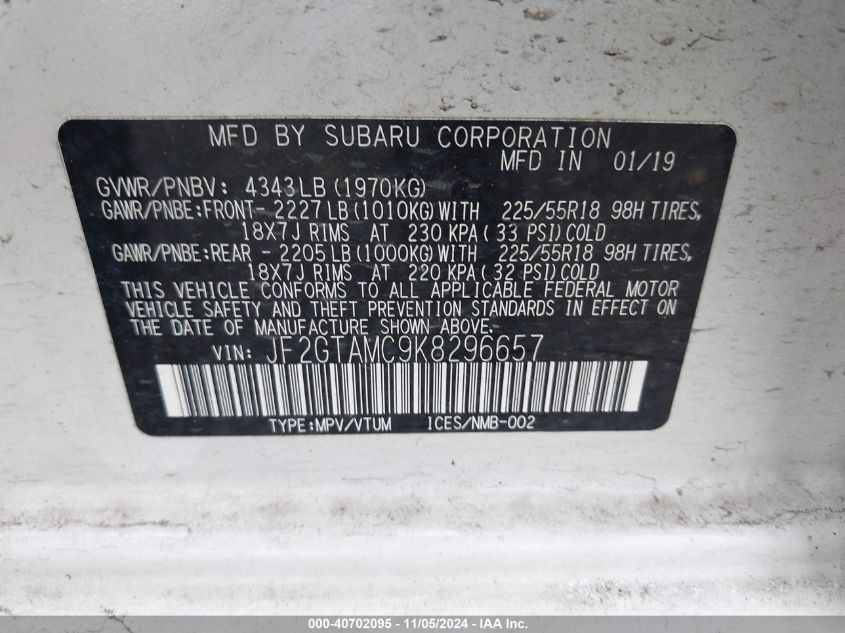 MFD BY SUBARU CORPORATION
MFD IN 01/19
GVWR/PNBV: 4343LB(1970KG)
GAWR/PNBE:FRONT- 2227LB(1010KG)WITH 225/55R18 98H TIRES,
18X7J RIMS AT 230 KPA( 33 PSI)COLD
GAWR/PNBE:REAR - 2205LB(1000KG)WITH 225/55R18 98H TIRES,
18X7J RIMS AT 220 KPA( 32 PSI)COLD
THIS VEHICLE CONFORMS TO ALL APPLICABLE FEDERAL MOTOR
VEHICLE SAFETY AND THEFT PREVENTION STANDARDS IN EFFECT ON
THE DATE OF MANUFACTURE SHOWN ABOVE.
VIN: JF2GTAMC9K8296657
TYPE:MPV/VTUM ICES/NMB-002
000-40702095 - 11/05/2024 - IAA Inc.